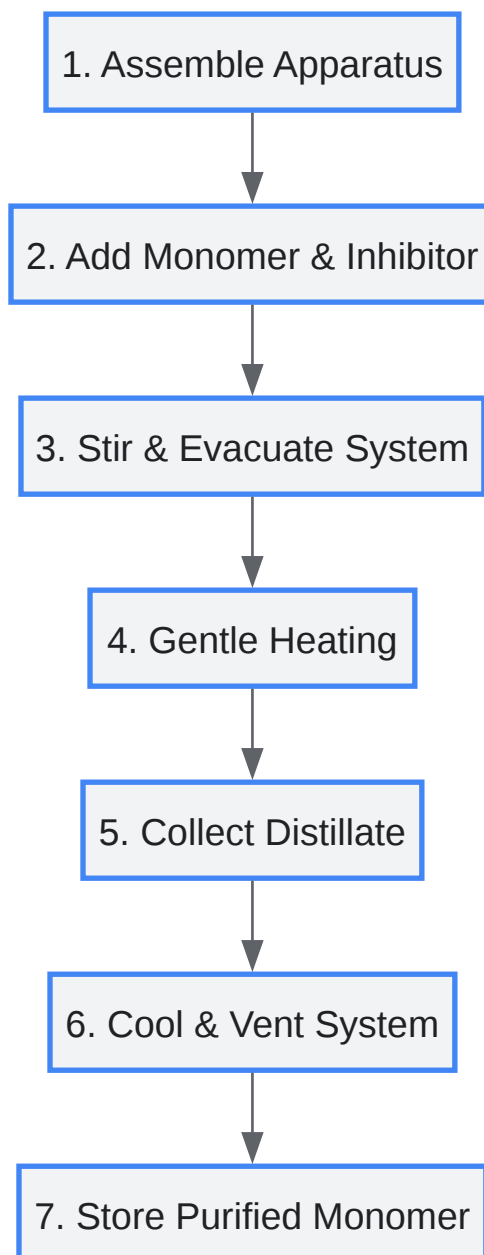 1. Assemble Apparatus
2. Add Monomer & Inhibitor
3. Stir & Evacuate System
4. Gentle Heating
5. Collect Distillate
6. Cool & Vent System
7. Store Purified Monomer